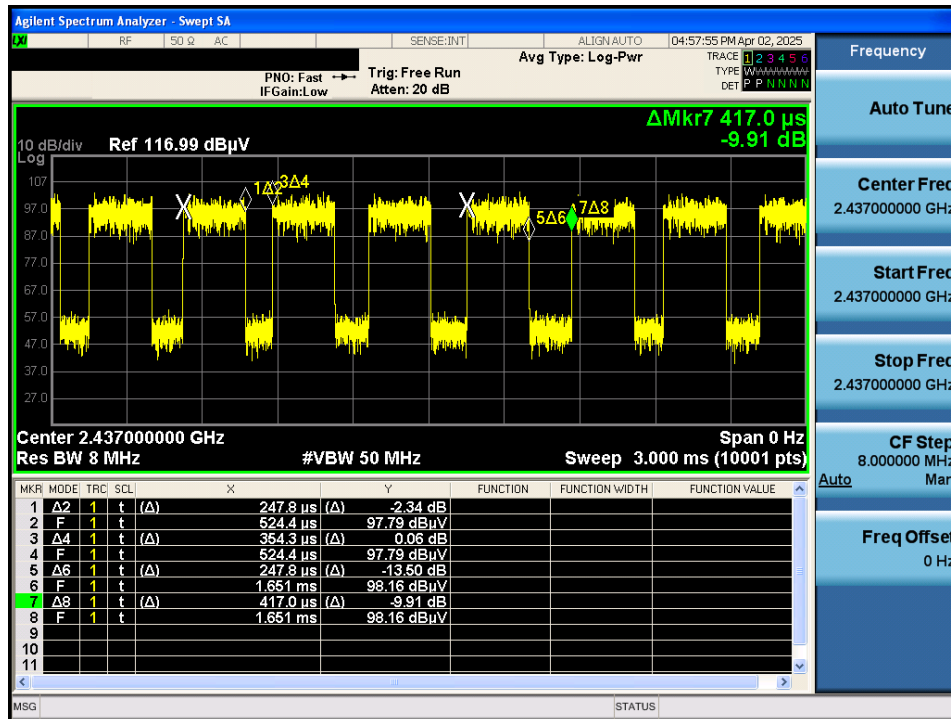 Agilent Spectrum Analyzer - Swept SA
LXI RF 50 Ω AC SENSE:INT ALIGN AUTO 04:57:55 PM Apr 02, 2025
Frequency
Avg Type: Log-Pwr
TRACE 1 2 3 4 5 6
PNO: Fast Trig: Free Run
TYPE W
IFGain:Low Atten: 20 dB
DET P P N N N N
Auto Tune
ΔMkr7 417.0 µs
-9.91 dB
10 dB/div Ref 116.99 dBµV
Log
107
97.0
87.0
77.0
67.0
57.0
47.0
37.0
27.0
1Δ2
3Δ4
5Δ6
7Δ8
Center Freq
2.437000000 GHz
Start Freq
2.437000000 GHz
Stop Freq
2.437000000 GHz
Center 2.437000000 GHz Span 0 Hz
Res BW 8 MHz #VBW 50 MHz Sweep 3.000 ms (10001 pts)
CF Step
8.000000 MHz
Auto Man
Freq Offset
0 Hz
MKR MODE TRC SCL X Y FUNCTION FUNCTION WIDTH FUNCTION VALUE
1 Δ2 1 t (Δ) 247.8 µs (Δ) -2.34 dB
2 F 1 t 524.4 µs 97.79 dBµV
3 Δ4 1 t (Δ) 354.3 µs (Δ) 0.06 dB
4 F 1 t 524.4 µs 97.79 dBµV
5 Δ6 1 t (Δ) 247.8 µs (Δ) -13.50 dB
6 F 1 t 1.651 ms 98.16 dBµV
7 Δ8 1 t (Δ) 417.0 µs (Δ) -9.91 dB
8 F 1 t 1.651 ms 98.16 dBµV
9
10
11
MSG STATUS